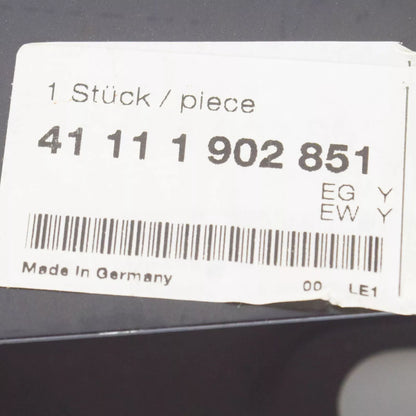 1 Stück / piece
41 11 1 902 851
EG Y
EW Y
Made In Germany
00 LE1